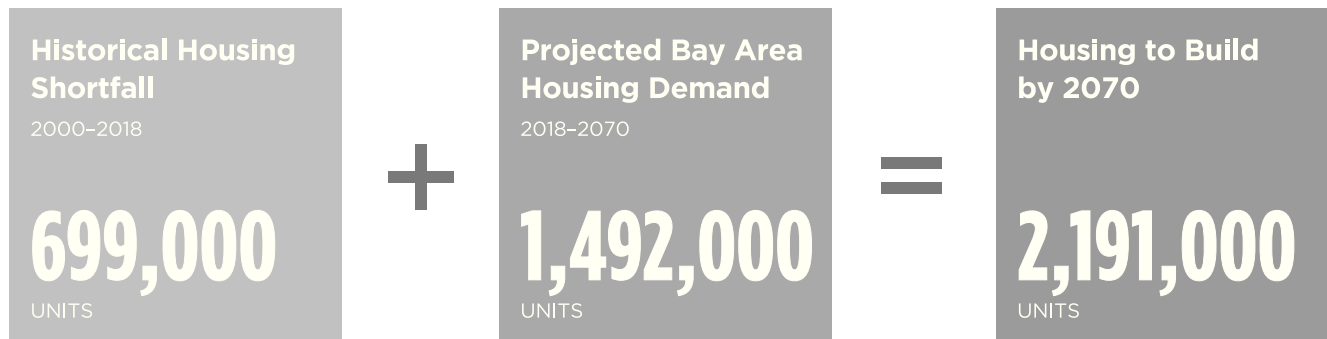 Historical Housing
Shortfall
2000–2018
699,000
UNITS
+
Projected Bay Area
Housing Demand
2018–2070
1,492,000
UNITS
=
Housing to Build
by 2070
2,191,000
UNITS